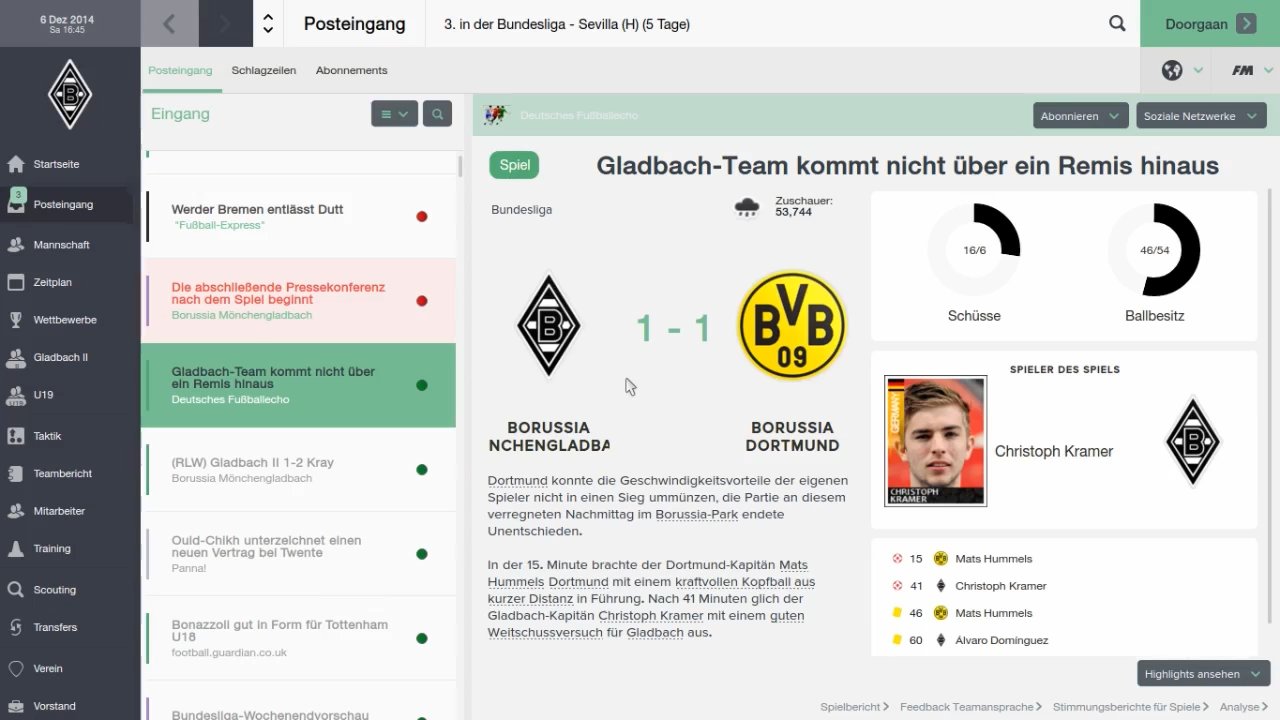 6 Dez 2014
Sa 16:45
Posteingang
3. in der Bundesliga - Sevilla (H) (5 Tage)
Doorgaan
Posteingang
Schlagzeilen
Abonnements
FM
Startseite
3
Posteingang
Mannschaft
Zeitplan
Wettbewerbe
Gladbach II
U19
Taktik
Teambericht
Mitarbeiter
Training
Scouting
Transfers
Verein
Vorstand
Eingang
Werder Bremen entlässt Dutt
"Fußball-Express"
Die abschließende Pressekonferenz
nach dem Spiel beginnt
Borussia Mönchengladbach
Gladbach-Team kommt nicht über
ein Remis hinaus
Deutsches Fußballecho
(RLW) Gladbach II 1-2 Kray
Borussia Mönchengladbach
Ould-Chikh unterzeichnet einen
neuen Vertrag bei Twente
Panna!
Bonazzoli gut in Form für Tottenham
U18
football.guardian.co.uk
Bundesliga-Wochenendvorschau
Deutsches Fußballecho
Abonnieren
Soziale Netzwerke
Spiel
Gladbach-Team kommt nicht über ein Remis hinaus
Bundesliga
Zuschauer:
53,744
B
BVB
09
1 - 1
BORUSSIA
NCHENGLADBA
BORUSSIA
DORTMUND
Dortmund konnte die Geschwindigkeitsvorteile der eigenen
Spieler nicht in einen Sieg ummünzen, die Partie an diesem
verregneten Nachmittag im Borussia-Park endete
Unentschieden.
In der 15. Minute brachte der Dortmund-Kapitän Mats
Hummels Dortmund mit einem kraftvollen Kopfball aus
kurzer Distanz in Führung. Nach 41 Minuten glich der
Gladbach-Kapitän Christoph Kramer mit einem guten
Weitschussversuch für Gladbach aus.
16/6
Schüsse
46/54
Ballbesitz
SPIELER DES SPIELS
GERMANY
CHRISTOPH
KRAMER
Christoph Kramer
15 Mats Hummels
41 Christoph Kramer
46 Mats Hummels
60 Álvaro Domínguez
Highlights ansehen
Spielbericht
Feedback Teamansprache
Stimmungsberichte für Spiele
Analyse